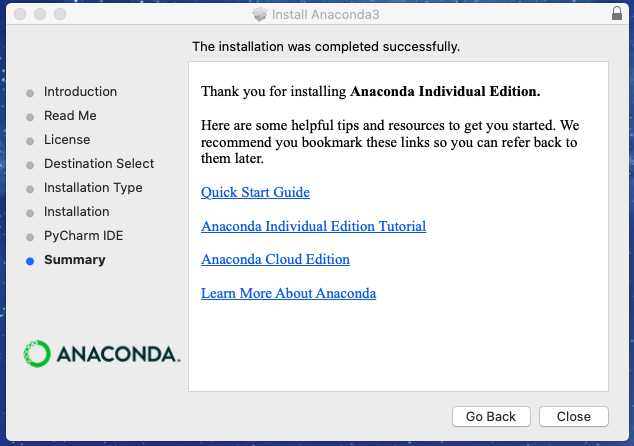 Install Anaconda3
The installation was completed successfully.
Introduction
Read Me
License
Destination Select
Installation Type
Installation
PyCharm IDE
Summary
ANACONDA.
Thank you for installing Anaconda Individual Edition.
Here are some helpful tips and resources to get you started. We
recommend you bookmark these links so you can refer back to
them later.
Quick Start Guide
Anaconda Individual Edition Tutorial
Anaconda Cloud Edition
Learn More About Anaconda
Go Back
Close